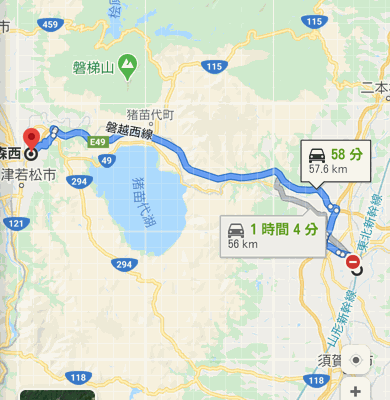 459
115
磐梯山
115
二本
猪苗代町
磐越西線
E49
森西
49
58 分
57.6 km
294
津若松市
猪苗代湖
121
1 時間 4 分
56 km
東北新幹線
294
山形新幹線
須賀
118
118